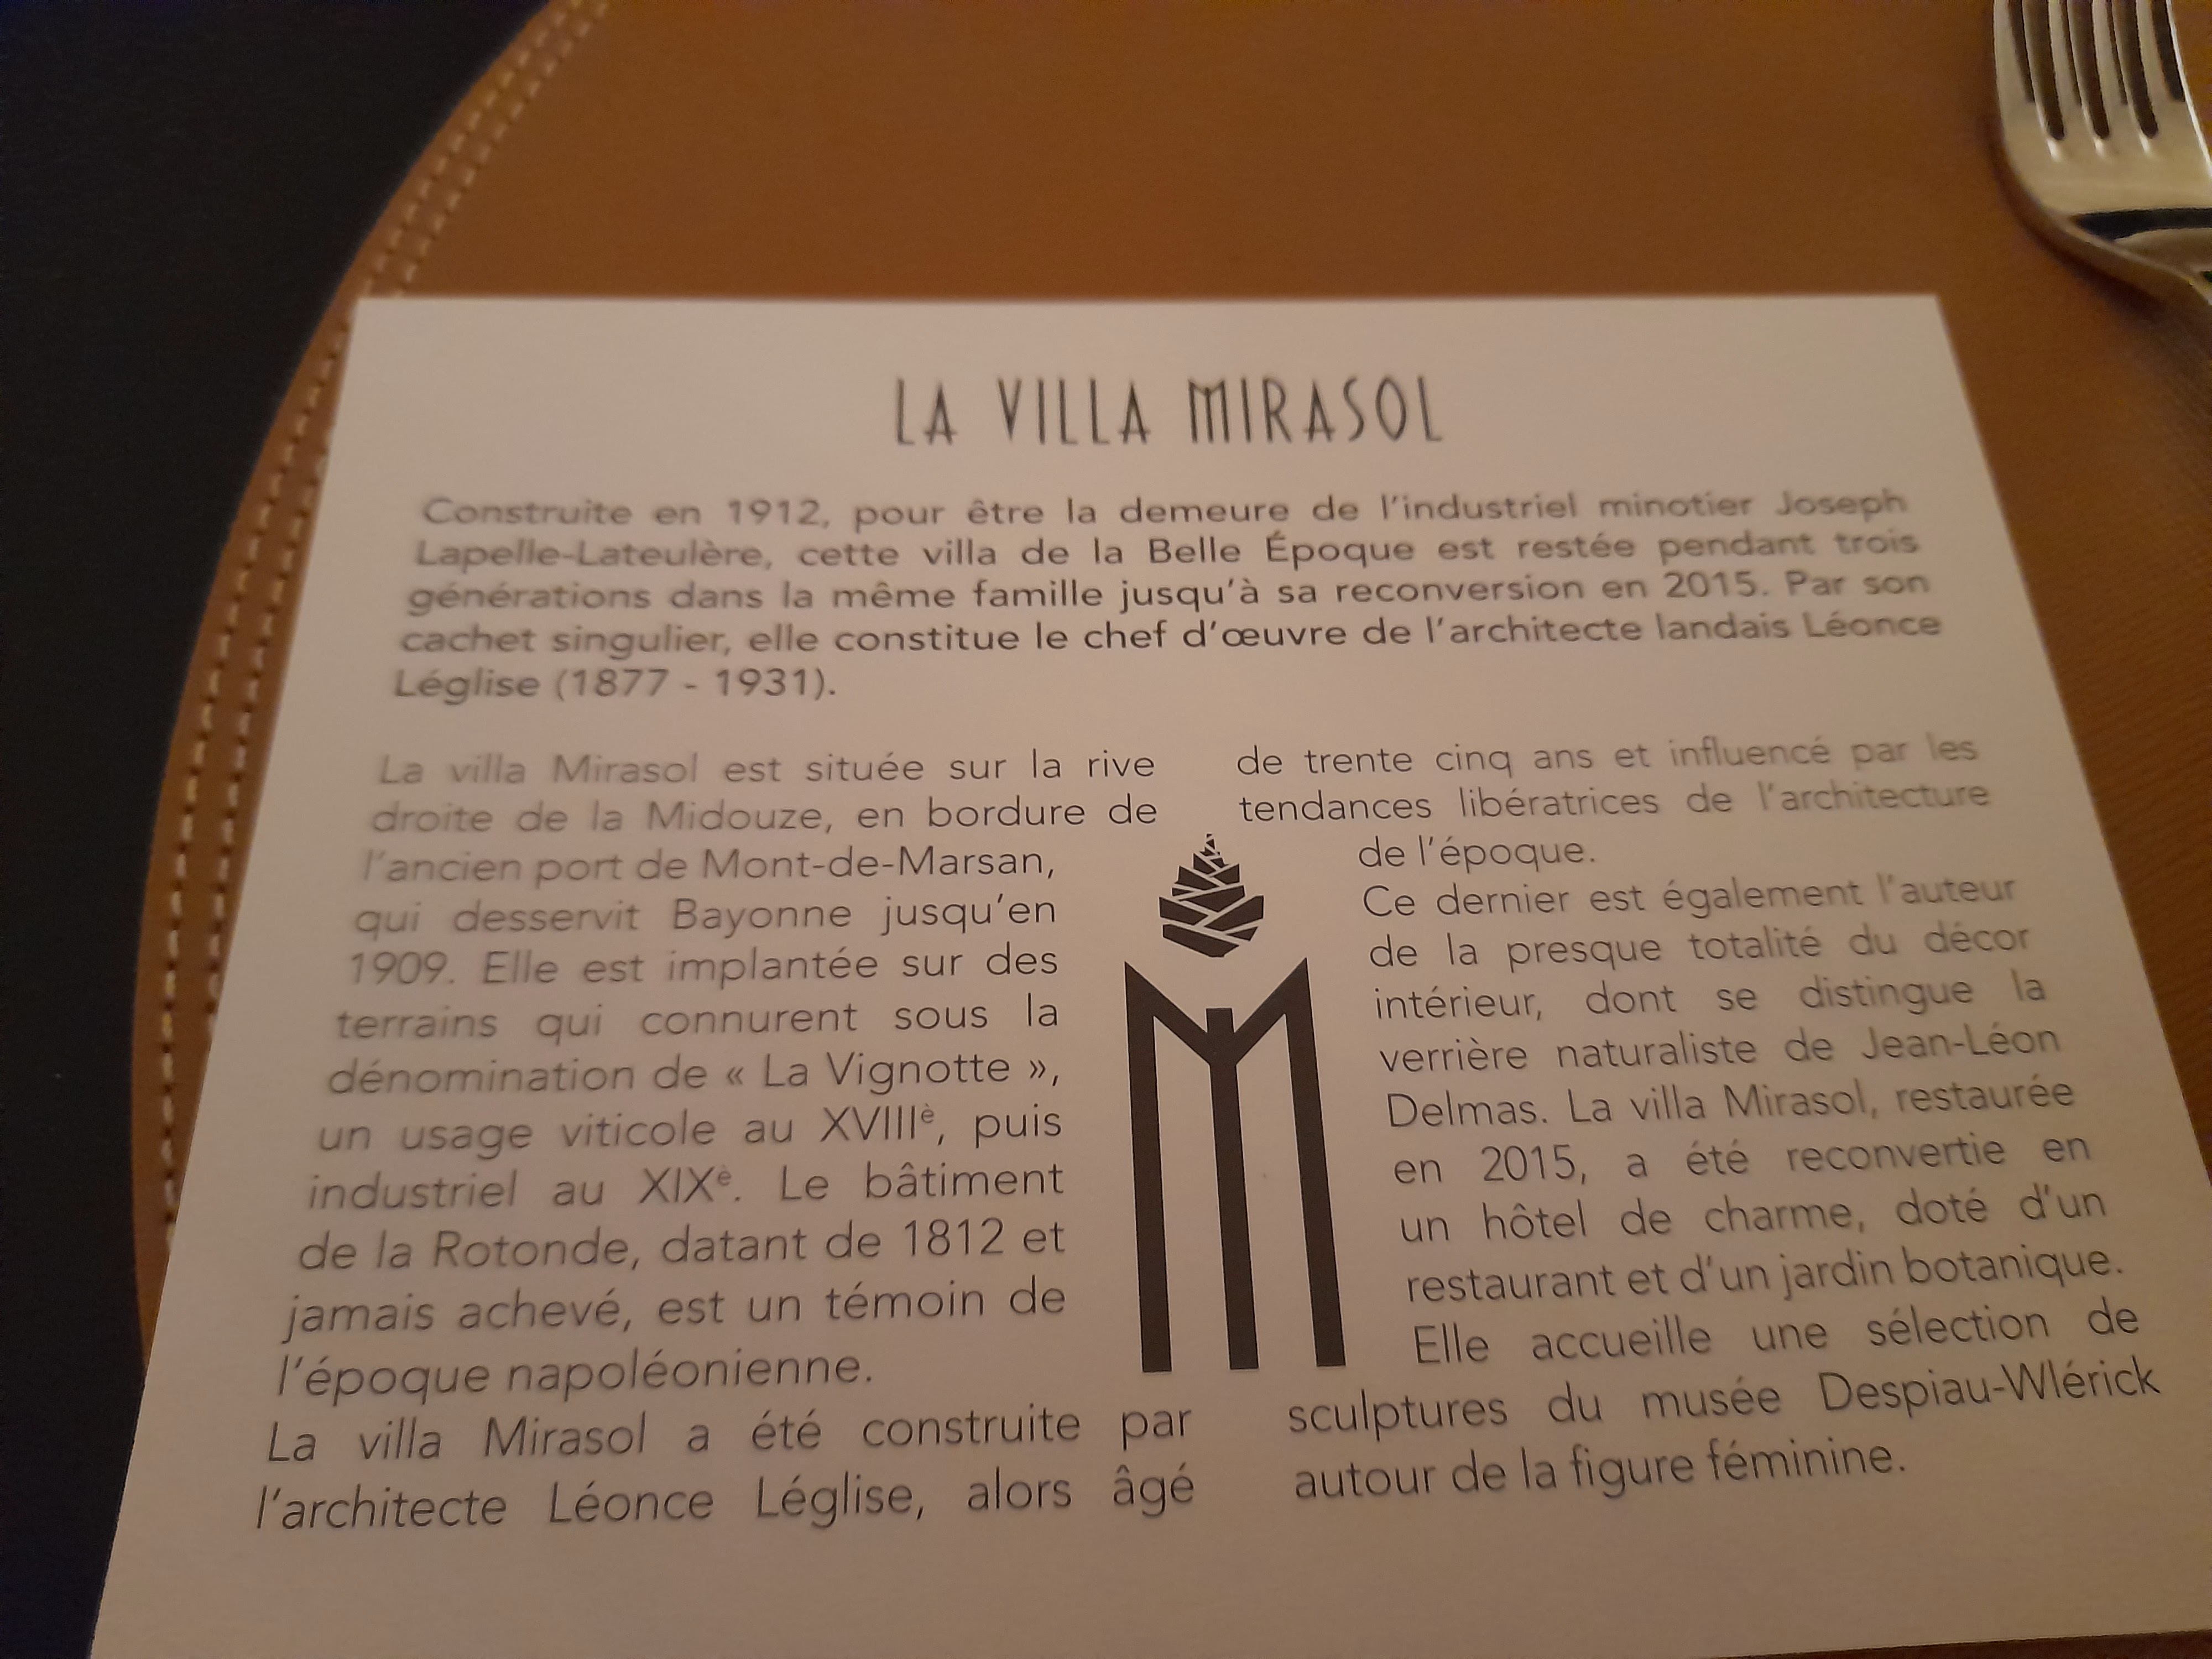 LA VILLA MIRASOL
Construite en 1912, pour être la demeure de l'industriel minotier Joseph
Lapelle-Lateulère, cette villa de la Belle Époque est restée pendant trois
générations dans la même famille jusqu'à sa reconversion en 2015. Par son
cachet singulier, elle constitue le chef d'œuvre de l'architecte landais Léonce
Léglise (1877 - 1931).
La villa Mirasol est située sur la rive
droite de la Midouze, en bordure de
l'ancien port de Mont-de-Marsan,
qui desservit Bayonne jusqu'en
1909. Elle est implantée sur des
terrains qui connurent sous la
dénomination de « La Vignotte »,
un usage viticole au XVIIIè, puis
industriel au XIXè. Le bâtiment
de la Rotonde, datant de 1812 et
jamais achevé, est un témoin de
l'époque napoléonienne.
La villa Mirasol a été construite par
l'architecte Léonce Léglise, alors âgé
de trente cinq ans et influencé par les
tendances libératrices de l'architecture
de l'époque.
Ce dernier est également l'auteur
de la presque totalité du décor
intérieur, dont se distingue la
verrière naturaliste de Jean-Léon
Delmas. La villa Mirasol, restaurée
en 2015, a été reconvertie en
un hôtel de charme, doté d'un
restaurant et d'un jardin botanique.
Elle accueille une sélection de
sculptures du musée Despiau-Wlérick
autour de la figure féminine.